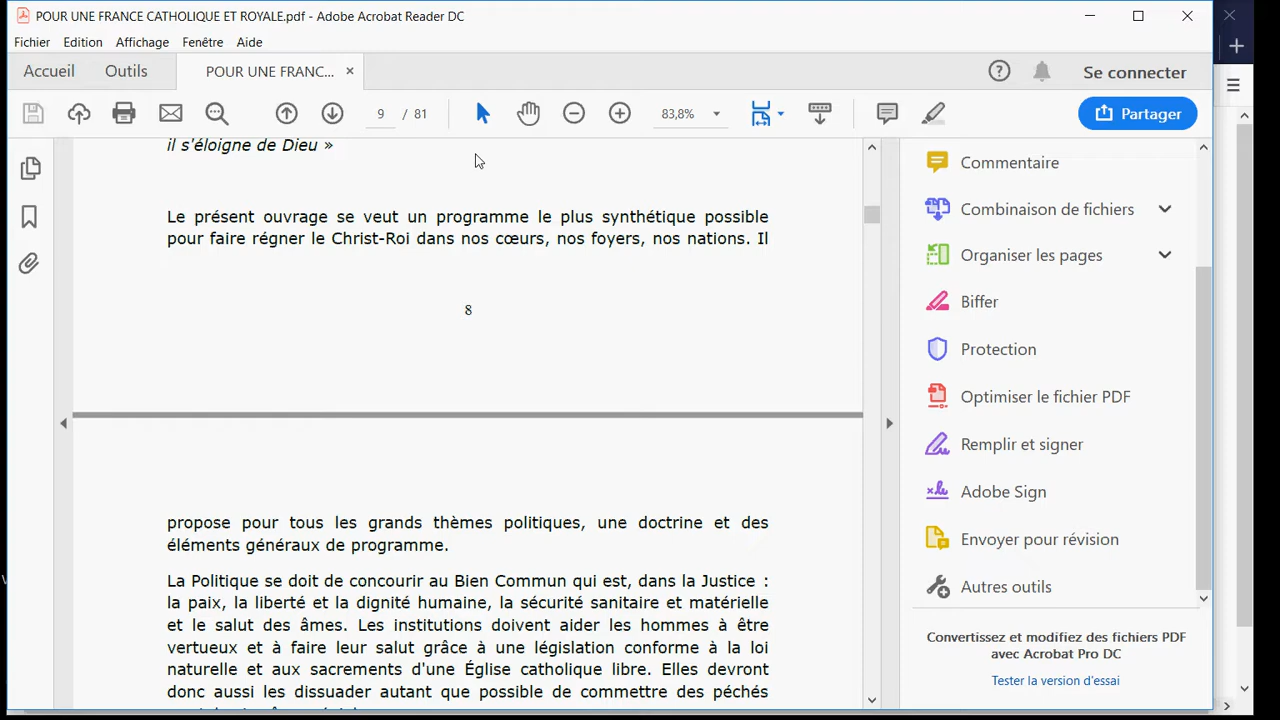 POUR UNE FRANCE CATHOLIQUE ET ROYALE.pdf - Adobe Acrobat Reader DC
Fichier Edition Affichage Fenêtre Aide
Accueil Outils POUR UNE FRANC... Se connecter
9 / 81 83,8% Partager
il s'éloigne de Dieu »
Le présent ouvrage se veut un programme le plus synthétique possible
pour faire régner le Christ-Roi dans nos cœurs, nos foyers, nos nations. Il
8
propose pour tous les grands thèmes politiques, une doctrine et des
éléments généraux de programme.
La Politique se doit de concourir au Bien Commun qui est, dans la Justice :
la paix, la liberté et la dignité humaine, la sécurité sanitaire et matérielle
et le salut des âmes. Les institutions doivent aider les hommes à être
vertueux et à faire leur salut grâce à une législation conforme à la loi
naturelle et aux sacrements d'une Église catholique libre. Elles devront
donc aussi les dissuader autant que possible de commettre des péchés
Commentaire
Combinaison de fichiers
Organiser les pages
Biffer
Protection
Optimiser le fichier PDF
Remplir et signer
Adobe Sign
Envoyer pour révision
Autres outils
Convertissez et modifiez des fichiers PDF
avec Acrobat Pro DC
Tester la version d'essai